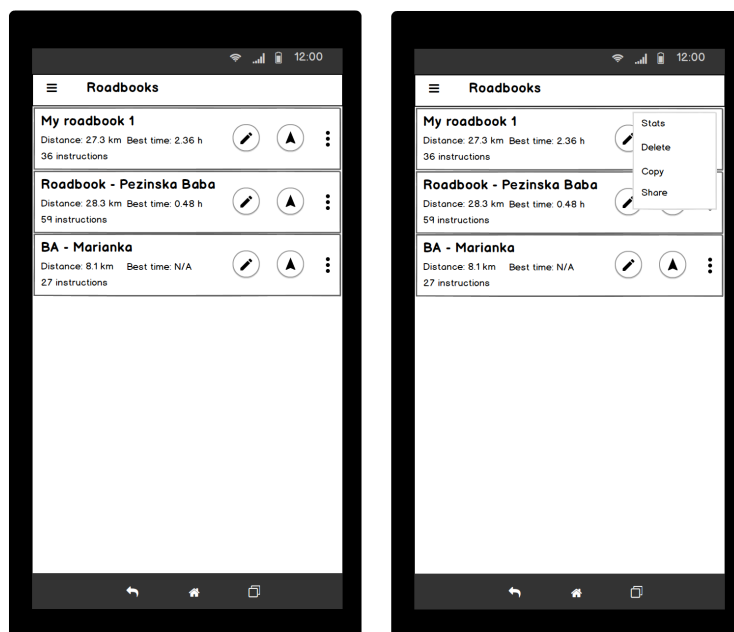 12:00
Roadbooks
My roadbook 1
Distance: 27.3 km Best time: 2.36 h
36 instructions
Roadbook - Pezinska Baba
Distance: 28.3 km Best time: 0.48 h
59 instructions
BA - Marianka
Distance: 8.1 km Best time: N/A
27 instructions
12:00
Roadbooks
My roadbook 1
Distance: 27.3 km Best time: 2.36 h
36 instructions
Stats
Delete
Copy
Share
Roadbook - Pezinska Baba
Distance: 28.3 km Best time: 0.48 h
59 instructions
BA - Marianka
Distance: 8.1 km Best time: N/A
27 instructions